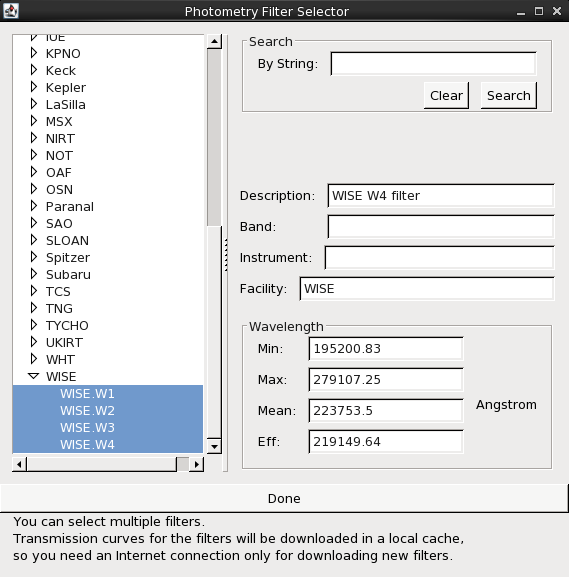 Photometry Filter Selector
IUE
KPNO
Keck
Kepler
LaSilla
MSX
NIRT
NOT
OAF
OSN
Paranal
SAO
SLOAN
Spitzer
Subaru
TCS
TNG
TYCHO
UKIRT
WHT
WISE
WISE.W1
WISE.W2
WISE.W3
WISE.W4
Search
By String:
Clear Search
Description: WISE W4 filter
Band:
Instrument:
Facility: WISE
Wavelength
Min: 195200.83
Max: 279107.25
Mean: 223753.5
Angstrom
Eff: 219149.64
Done
You can select multiple filters.
Transmission curves for the filters will be downloaded in a local cache,
so you need an Internet connection only for downloading new filters.